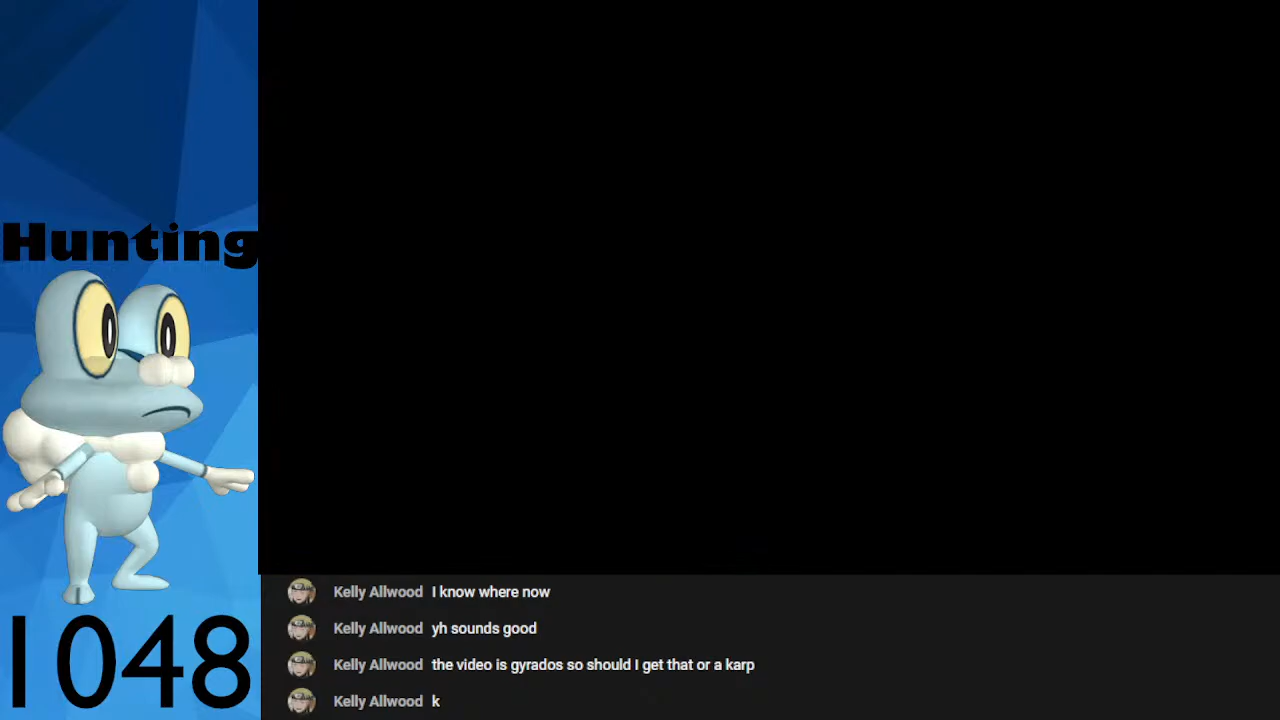 Hunting
1048
Kelly Allwood I know where now
Kelly Allwood yh sounds good
Kelly Allwood the video is gyrados so should I get that or a karp
Kelly Allwood k